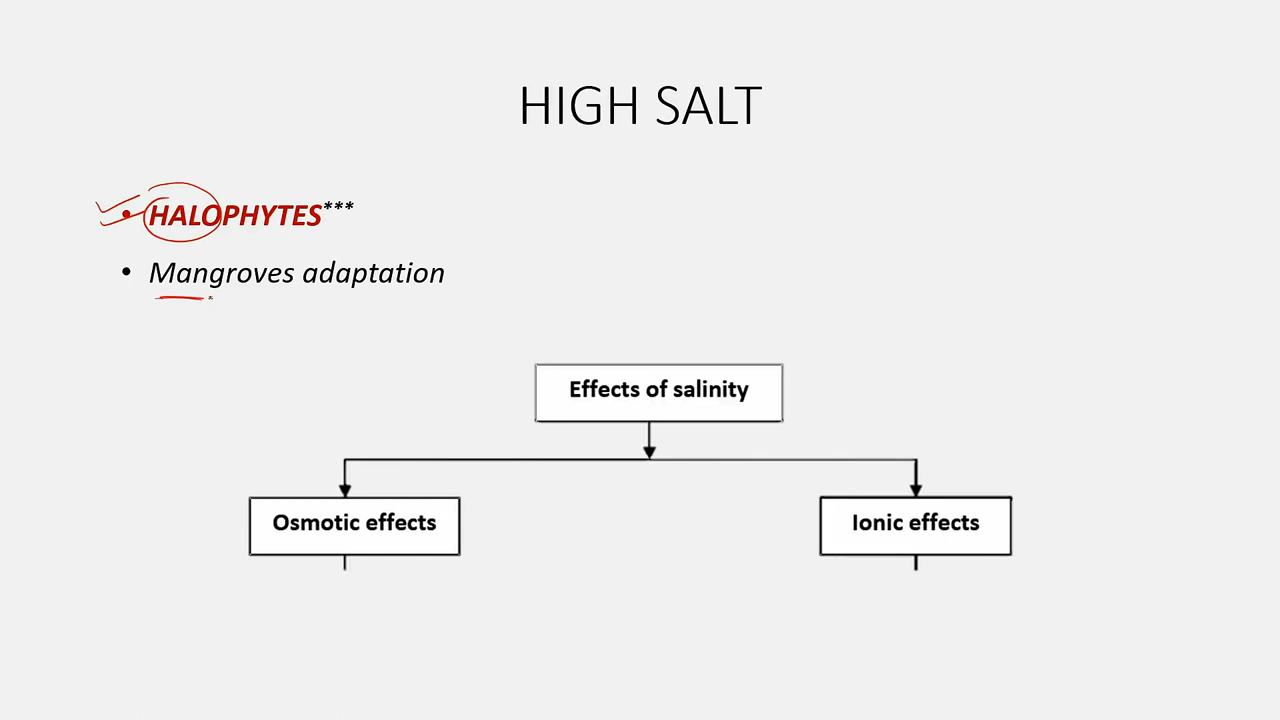 HIGH SALT
HALOPHYTES***
• Mangroves adaptation
Effects of salinity
Osmotic effects
Ionic effects